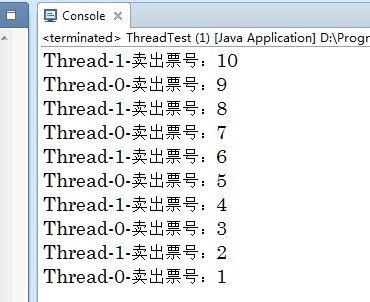 Console
<terminated> ThreadTest (1) [Java Application] D:\Progr
Thread-1-卖出票号：10
Thread-0-卖出票号：9
Thread-1-卖出票号：8
Thread-0-卖出票号：7
Thread-1-卖出票号：6
Thread-0-卖出票号：5
Thread-1-卖出票号：4
Thread-0-卖出票号：3
Thread-1-卖出票号：2
Thread-0-卖出票号：1